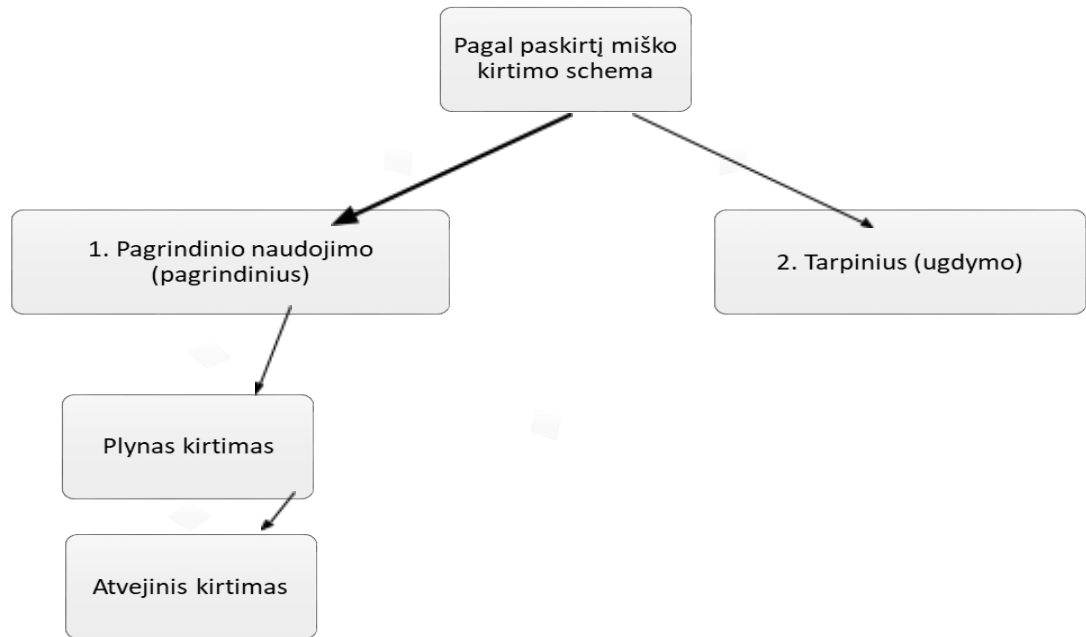 Pagal paskirtį miško
kirtimo schema
1. Pagrindinio naudojimo
(pagrindinius)
2. Tarpinius (ugdymo)
Plynas kirtimas
Atvejinis kirtimas